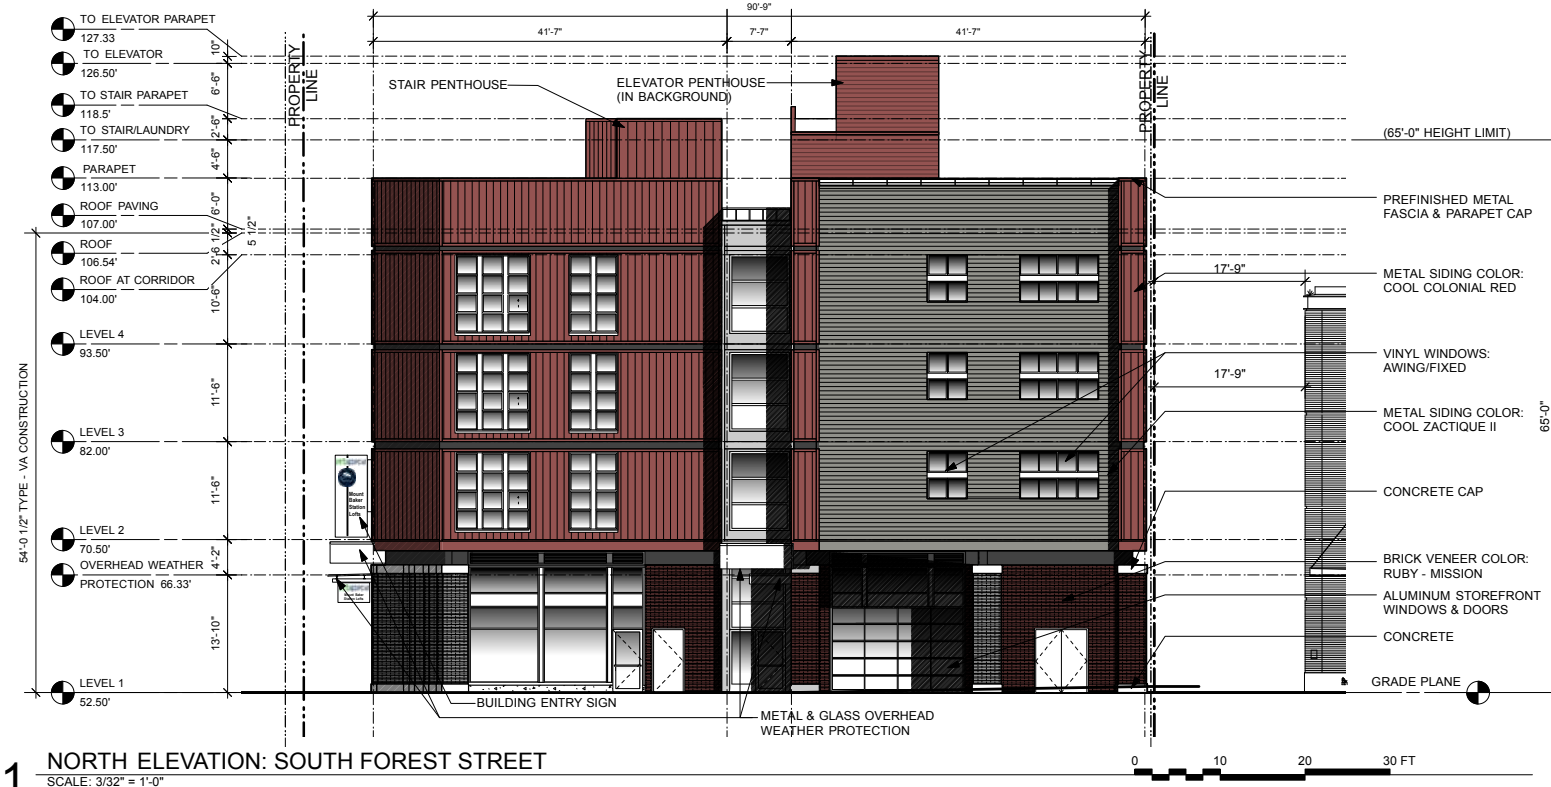 90'-9"
41'-7"
7'-7"
41'-7"
TO ELEVATOR PARAPET
127.33
TO ELEVATOR
126.50'
TO STAIR PARAPET
118.5'
TO STAIR/LAUNDRY
117.50'
PARAPET
113.00'
ROOF PAVING
107.00'
ROOF
106.54'
ROOF AT CORRIDOR
104.00'
LEVEL 4
93.50'
LEVEL 3
82.00'
LEVEL 2
70.50'
OVERHEAD WEATHER
PROTECTION 66.33'
LEVEL 1
52.50'
10"
6'-6"
2'-6"
4'-6"
6'-0"
5 1/2"
2'-6 1/2"
10'-6"
11'-6"
11'-6"
4'-2"
13'-10"
54'-0 1/2" TYPE - VA CONSTRUCTION
PROPERTY
LINE
STAIR PENTHOUSE
ELEVATOR PENTHOUSE
(IN BACKGROUND)
PROPERTY
LINE
Mount
Baker
Station
Lofts
Mount Baker
Station Lofts
BUILDING ENTRY SIGN
METAL & GLASS OVERHEAD
WEATHER PROTECTION
17'-9"
17'-9"
(65'-0" HEIGHT LIMIT)
PREFINISHED METAL
FASCIA & PARAPET CAP
METAL SIDING COLOR:
COOL COLONIAL RED
VINYL WINDOWS:
AWING/FIXED
METAL SIDING COLOR:
COOL ZACTIQUE II
65'-0"
CONCRETE CAP
BRICK VENEER COLOR:
RUBY - MISSION
ALUMINUM STOREFRONT
WINDOWS & DOORS
CONCRETE
GRADE PLANE
1
NORTH ELEVATION: SOUTH FOREST STREET
SCALE: 3/32" = 1'-0"
0 10 20 30 FT